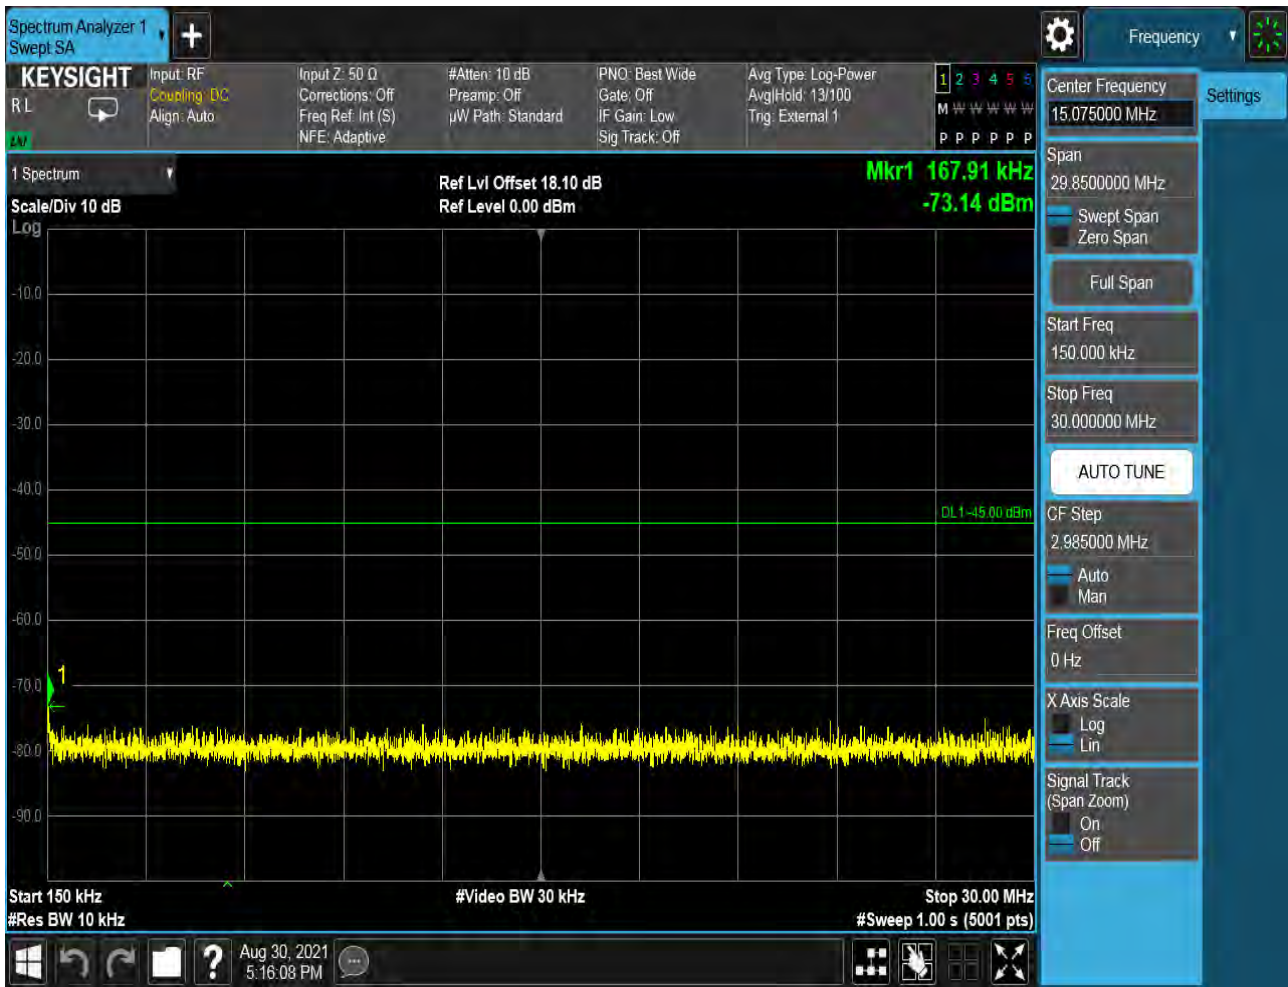 Spectrum Analyzer 1
Swept SA
Frequency
KEYSIGHT
R L
LNI
Input: RF
Coupling: DC
Align: Auto
Input Z: 50 Ω
Corrections: Off
Freq Ref: Int (S)
NFE: Adaptive
#Atten: 10 dB
Preamp: Off
µW Path: Standard
PNO: Best Wide
Gate: Off
IF Gain: Low
Sig Track: Off
Avg Type: Log-Power
Avg|Hold: 13/100
Trig: External 1
1 2 3 4 5 6
M W W W W W
P P P P P P
1 Spectrum
Scale/Div 10 dB
Log
Ref Lvl Offset 18.10 dB
Ref Level 0.00 dBm
Mkr1 167.91 kHz
-73.14 dBm
-10.0
-20.0
-30.0
-40.0
DL1 -45.00 dBm
-50.0
-60.0
1
-70.0
-80.0
-90.0
Start 150 kHz
#Res BW 10 kHz
#Video BW 30 kHz
Stop 30.00 MHz
#Sweep 1.00 s (5001 pts)
Center Frequency
15.075000 MHz
Settings
Span
29.8500000 MHz
Swept Span
Zero Span
Full Span
Start Freq
150.000 kHz
Stop Freq
30.000000 MHz
AUTO TUNE
CF Step
2.985000 MHz
Auto
Man
Freq Offset
0 Hz
X Axis Scale
Log
Lin
Signal Track
(Span Zoom)
On
Off
?
Aug 30, 2021
5:16:08 PM